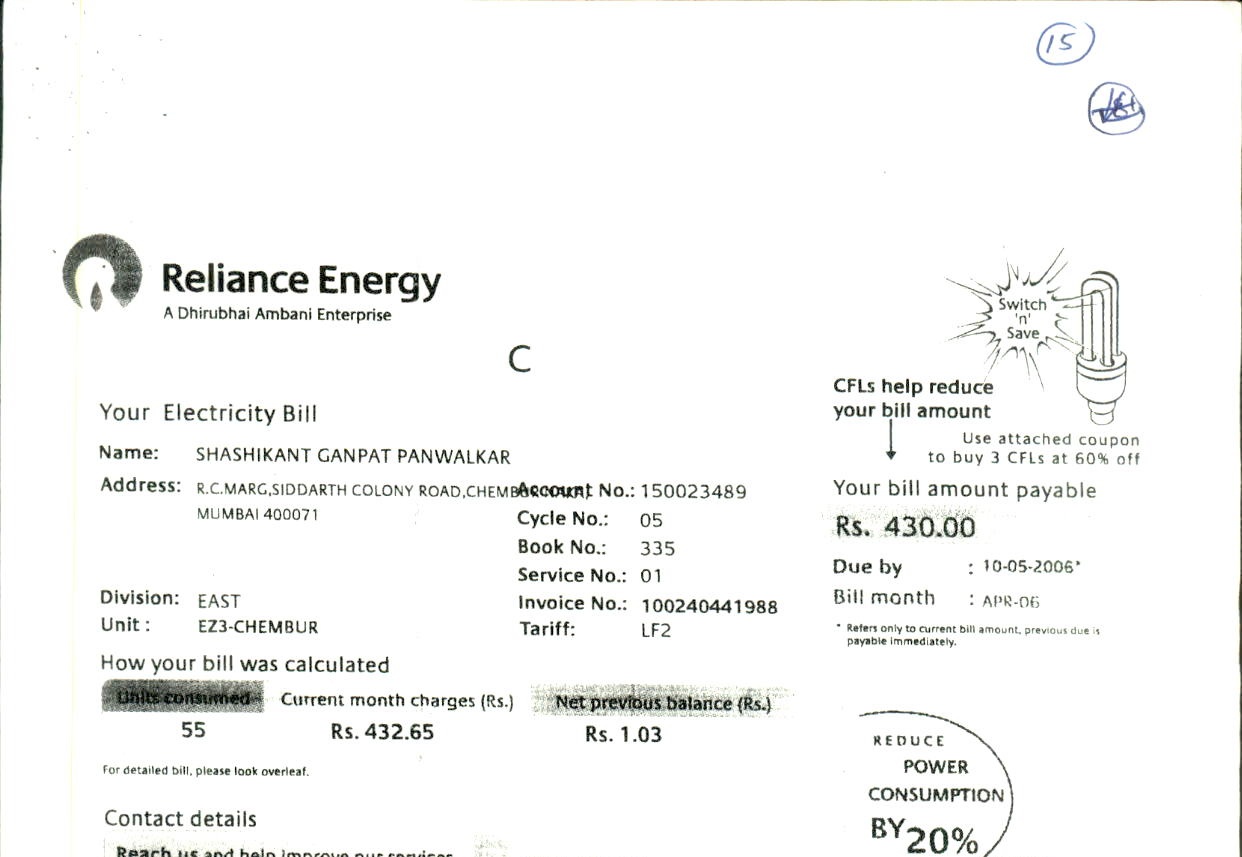 15
Reliance Energy
A Dhirubhai Ambani Enterprise
C
Switch
'n'
Save
CFLs help reduce
your bill amount
Use attached coupon
to buy 3 CFLs at 60% off
Your Electricity Bill
Name: SHASHIKANT GANPAT PANWALKAR
Address: R.C.MARG,SIDDARTH COLONY ROAD,
MUMBAI 400071
Account No.: 150023489
Cycle No.: 05
Book No.: 335
Service No.: 01
Invoice No.: 100240441988
Tariff: LF2
Division: EAST
Unit : EZ3-CHEMBUR
Your bill amount payable
Rs. 430.00
Due by : 10-05-2006*
Bill month : APR-06
* Refers only to current bill amount, previous due is
payable immediately.
How your bill was calculated
Units consumed Current month charges (Rs.) Net previous balance (Rs.)
55 Rs. 432.65 Rs. 1.03
For detailed bill, please look overleaf.
REDUCE
POWER
CONSUMPTION
BY 20%
Contact details
Reach us and help improve our services